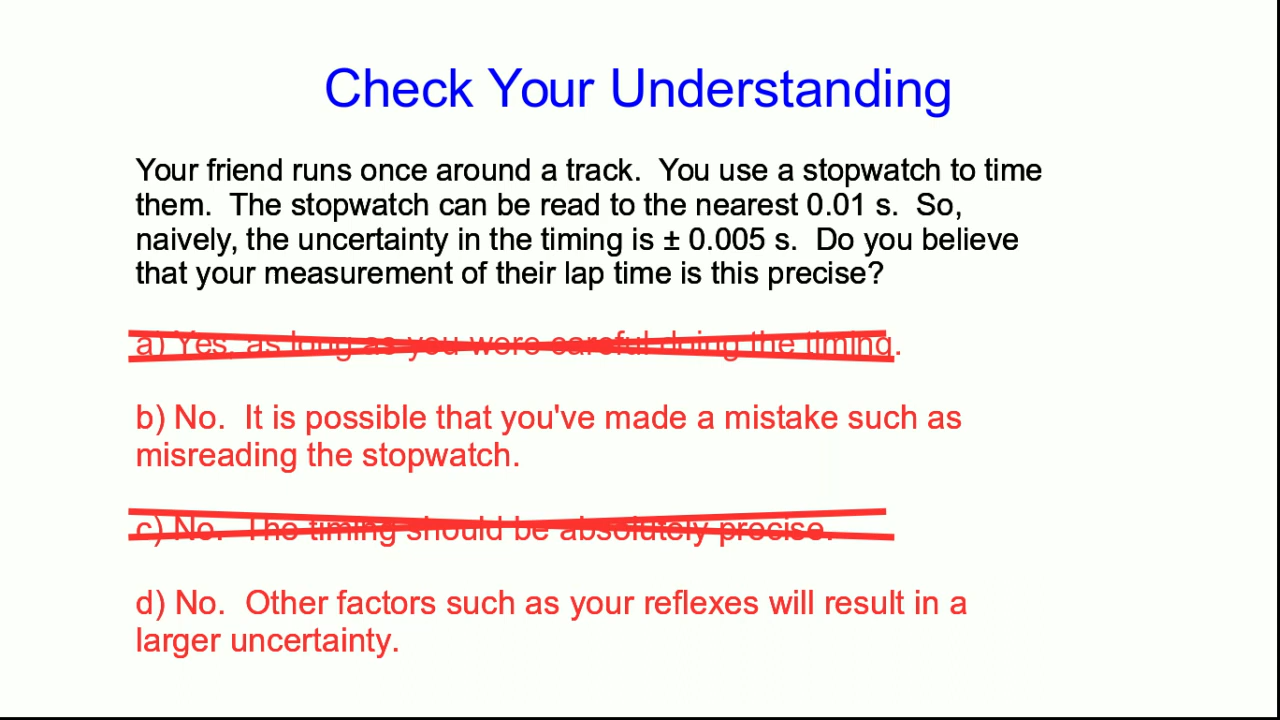 Check Your Understanding
Your friend runs once around a track. You use a stopwatch to time
them. The stopwatch can be read to the nearest 0.01 s. So,
naively, the uncertainty in the timing is ± 0.005 s. Do you believe
that your measurement of their lap time is this precise?
a) Yes, as long as you were careful doing the timing.
b) No. It is possible that you've made a mistake such as
misreading the stopwatch.
c) No. The timing should be absolutely precise.
d) No. Other factors such as your reflexes will result in a
larger uncertainty.